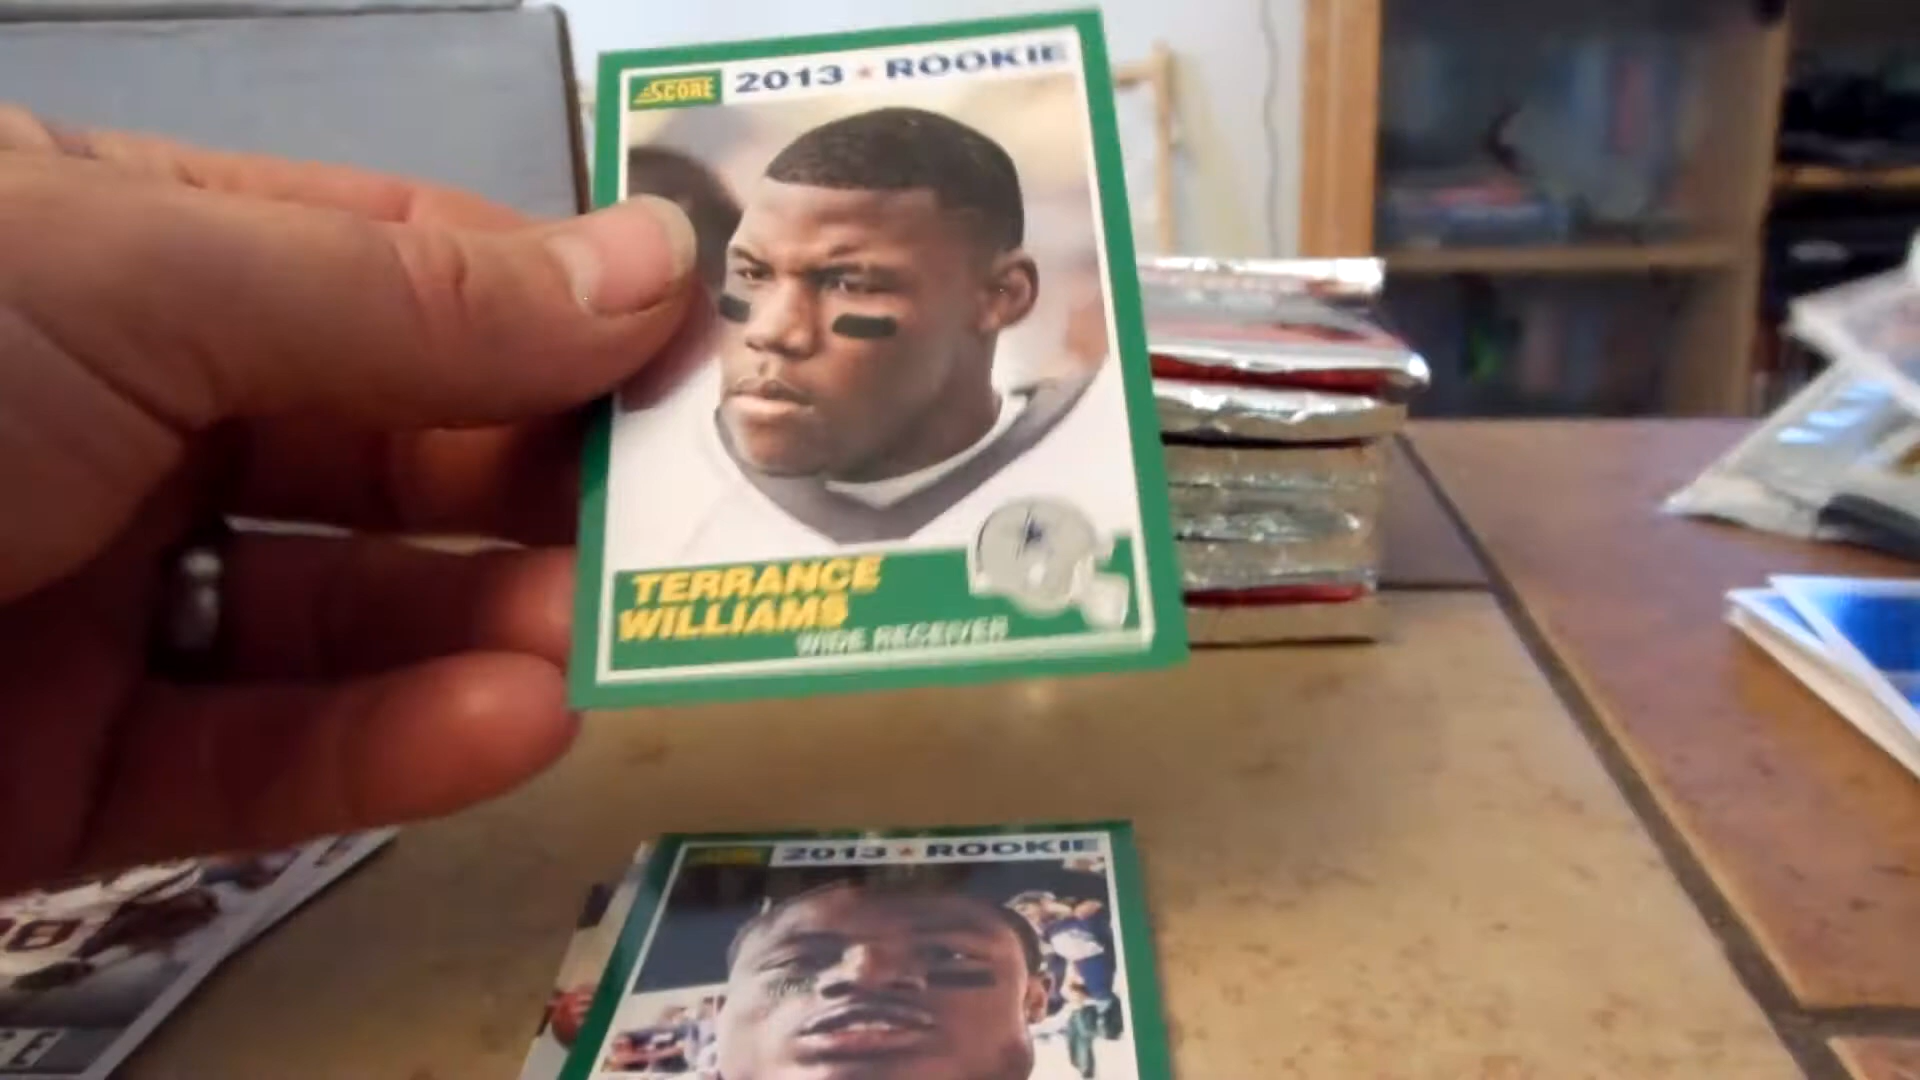 SCORE 2013 ★ ROOKIE
TERRANCE
WILLIAMS
WIDE RECEIVER
2013 ★ ROOKIE